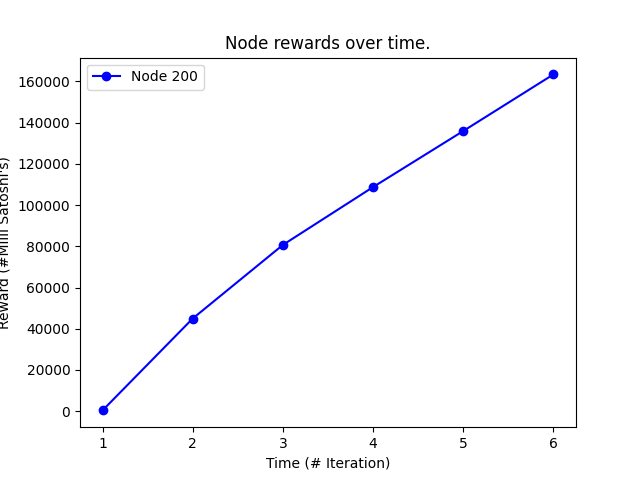 Node rewards over time.
Node 200
160000
140000
120000
100000
80000
60000
40000
20000
0
Reward (#Milli Satoshi's)
1 2 3 4 5 6
Time (# Iteration)